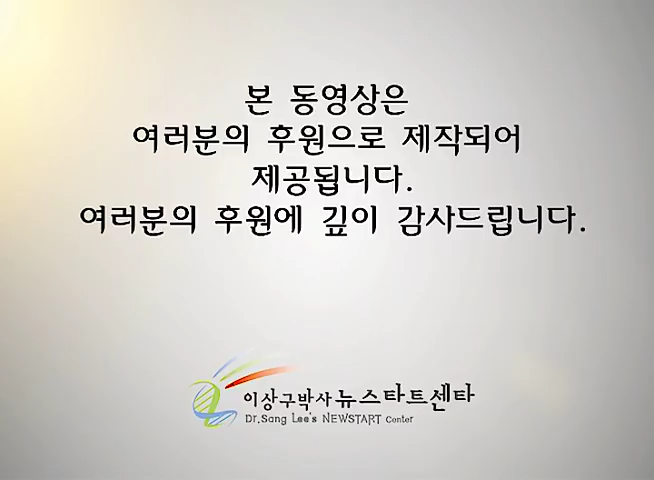 본 동영상은
여러분의 후원으로 제작되어
제공됩니다.
여러분의 후원에 깊이 감사드립니다.
이상구박사 뉴스타트센타
Dr.Sang Lee's NEWSTART Center